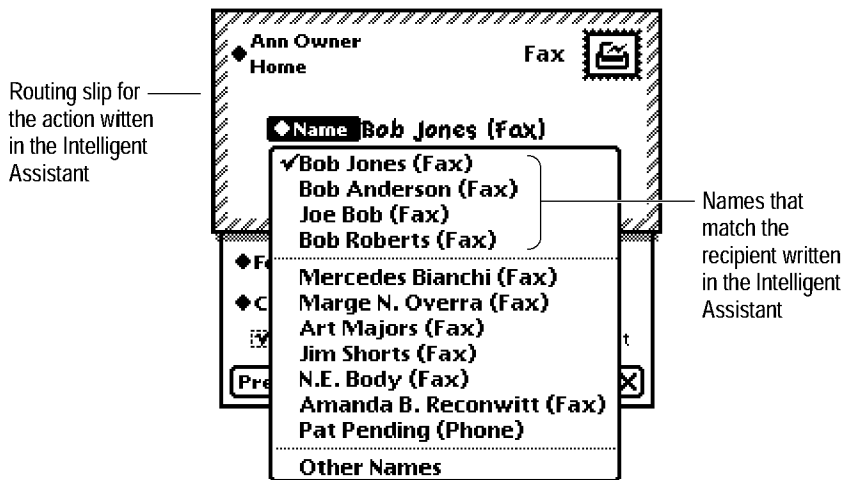 Ann Owner
Home
Fax
Routing slip for
the action witten
in the Intelligent
Assistant
Name Bob Jones (Fax)
✓Bob Jones (Fax)
Bob Anderson (Fax)
Joe Bob (Fax)
Bob Roberts (Fax)
Names that
match the
recipient written
in the Intelligent
Assistant
Mercedes Bianchi (Fax)
Marge N. Overra (Fax)
Art Majors (Fax)
Jim Shorts (Fax)
N.E. Body (Fax)
Amanda B. Reconwitt (Fax)
Pat Pending (Phone)
Other Names